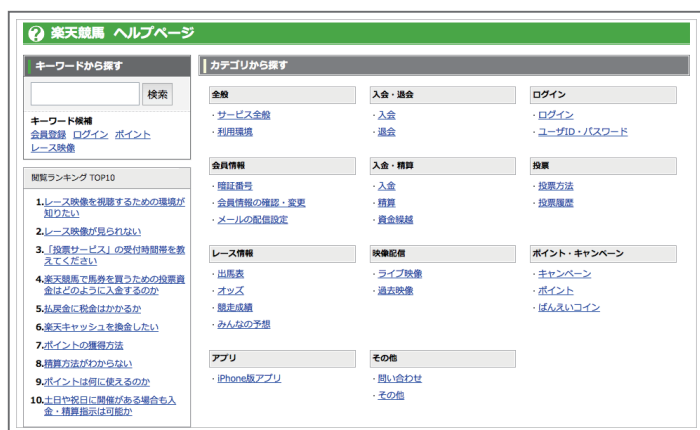 ? 楽天競馬 ヘルプページ
キーワードから探す
検索
キーワード候補
会員登録 ログイン ポイント
レース映像
閲覧ランキング TOP10
1.レース映像を視聴するための環境が
知りたい
2.レース映像が見られない
3.「投票サービス」の受付時間帯を教
えてください
4.楽天競馬で馬券を買うための投票資
金はどのように入金するのか
5.払戻金に税金はかかるか
6.楽天キャッシュを換金したい
7.ポイントの獲得方法
8.精算方法がわからない
9.ポイントは何に使えるのか
10.土日や祝日に開催がある場合も入
金・精算指示は可能か
カテゴリから探す
全般
・サービス全般
・利用環境
入会・退会
・入会
・退会
ログイン
・ログイン
・ユーザID・パスワード
会員情報
・暗証番号
・会員情報の確認・変更
・メールの配信設定
入金・精算
・入金
・精算
・資金繰越
投票
・投票方法
・投票履歴
レース情報
・出馬表
・オッズ
・競走成績
・みんなの予想
映像配信
・ライブ映像
・過去映像
ポイント・キャンペーン
・キャンペーン
・ポイント
・ばんえいコイン
アプリ
・iPhone版アプリ
その他
・問い合わせ
・その他